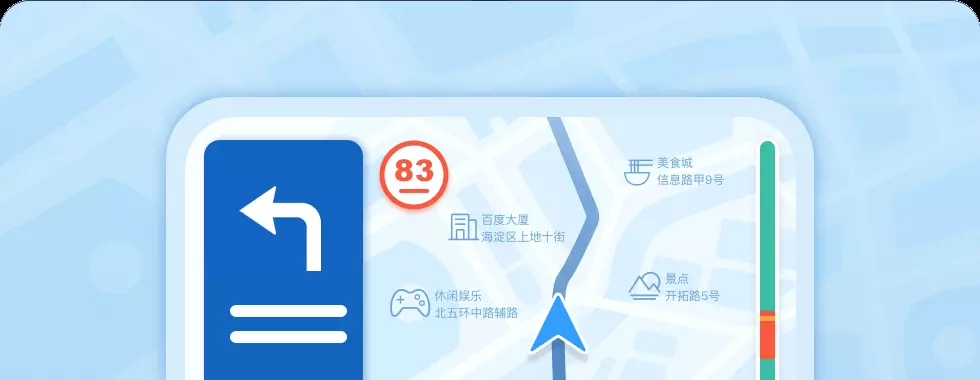 83
美食城
信息路甲9号
百度大厦
海淀区上地十街
景点
开拓路5号
休闲娱乐
北五环中路辅路